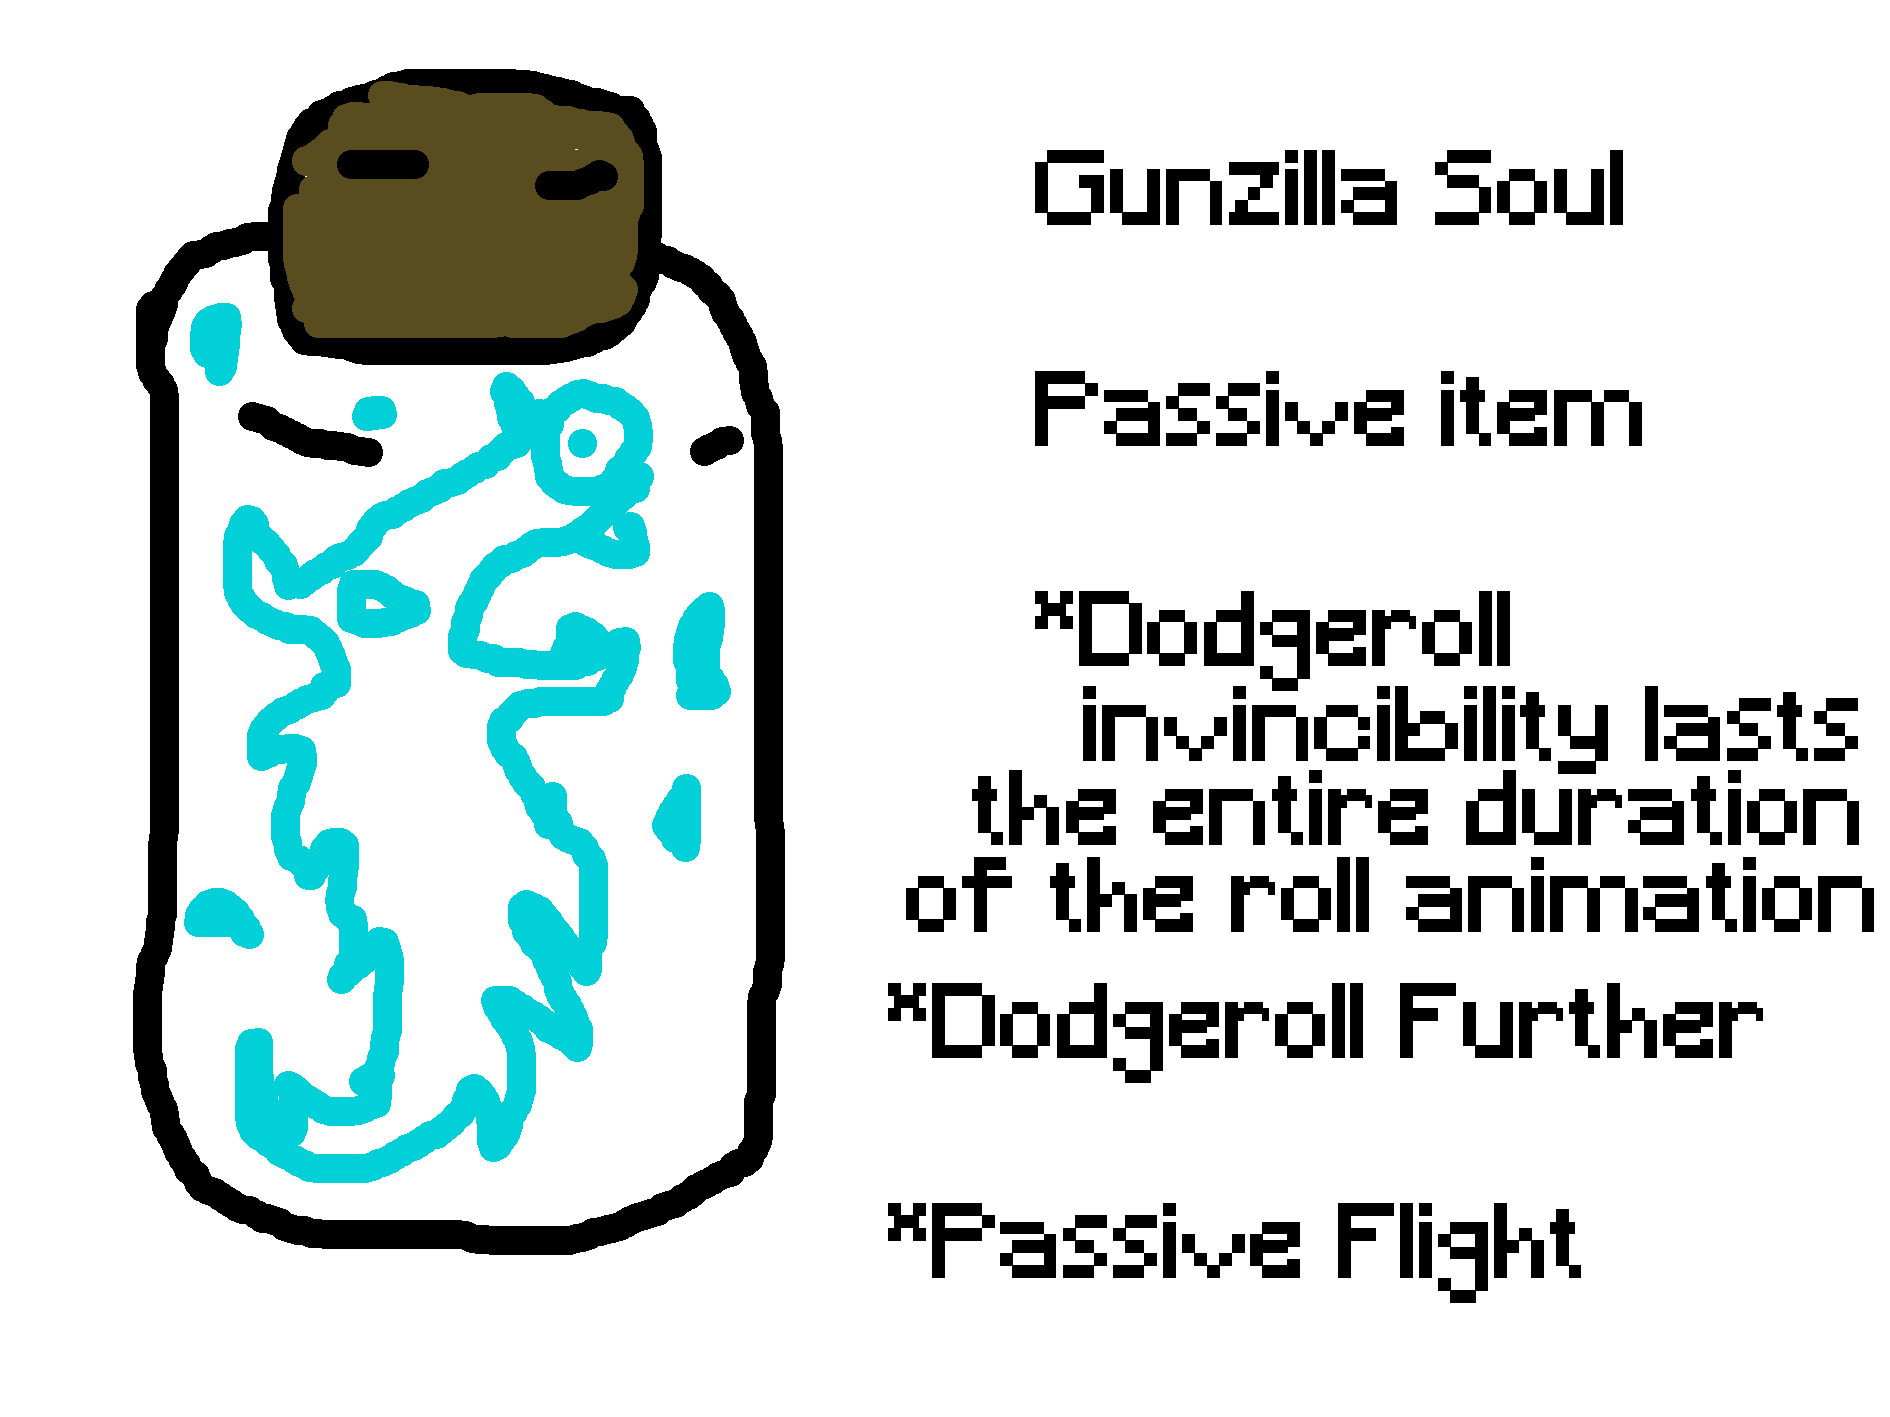 Gunzilla Soul
Passive item
*Dodgeroll
invincibility lasts
the entire duration
of the roll animation
*Dodgeroll Further
*Passive Flight